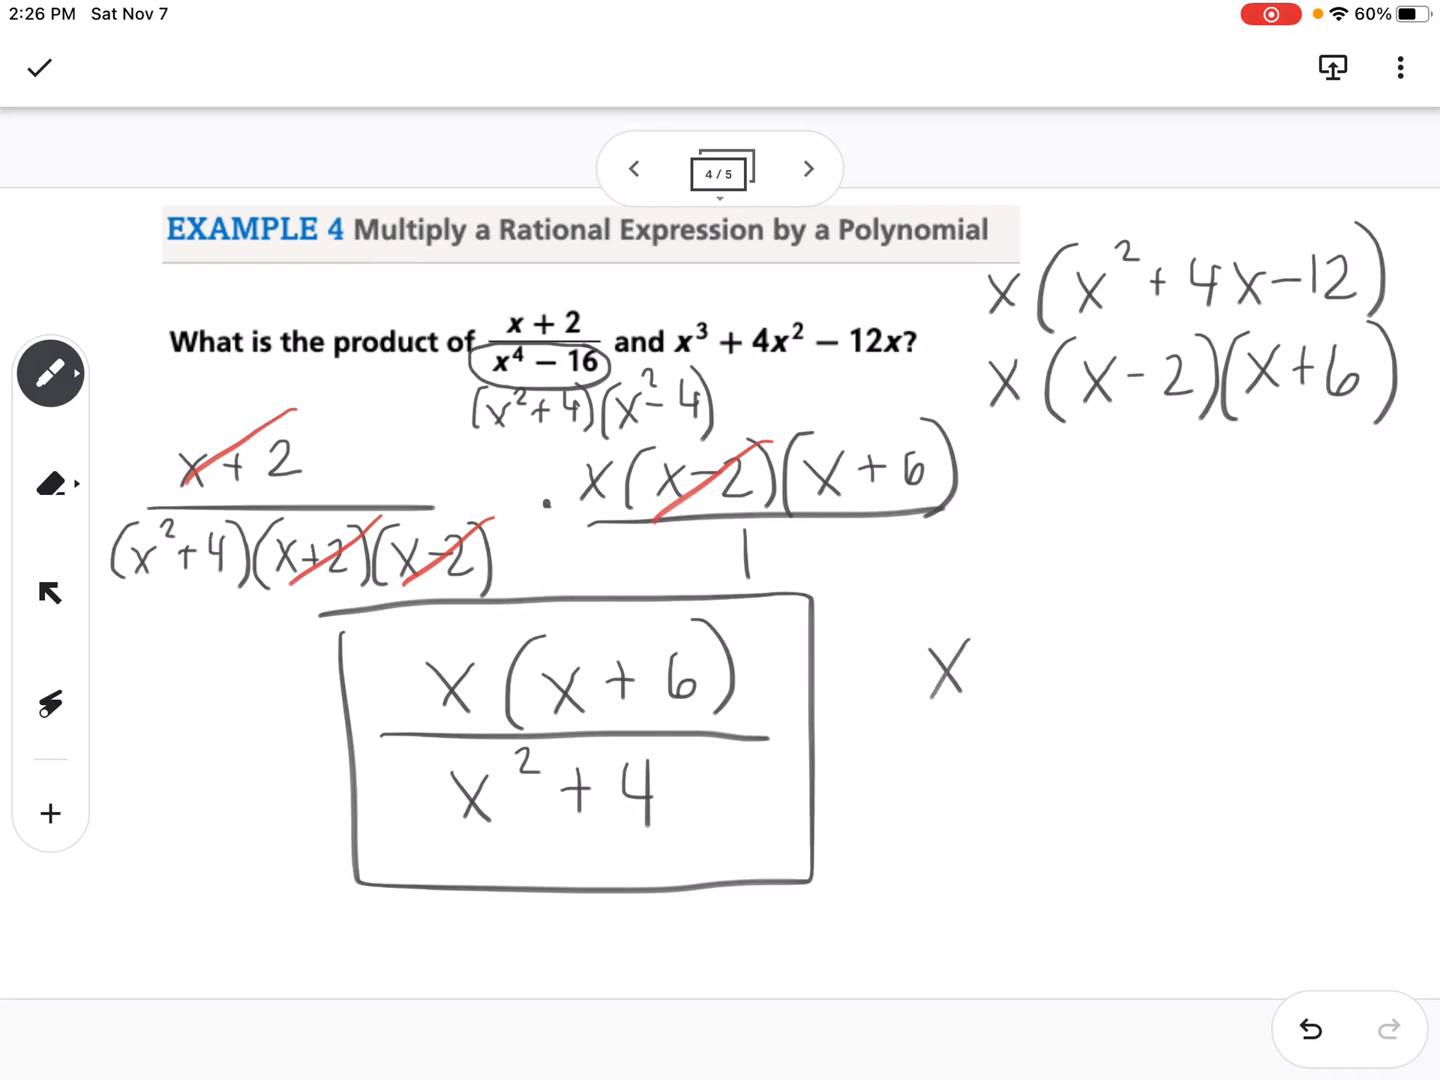 2:26 PM Sat Nov 7 60%
4 / 5
EXAMPLE 4 Multiply a Rational Expression by a Polynomial
x(x² + 4x - 12)
What is the product of (x + 2)/(x⁴ − 16) and x³ + 4x² − 12x?
x(x - 2)(x + 6)
(x² + 4)(x² - 4)
x + 2 · x(x - 2)(x + 6)
(x² + 4)(x + 2)(x - 2) 1
x(x + 6) x
x² + 4